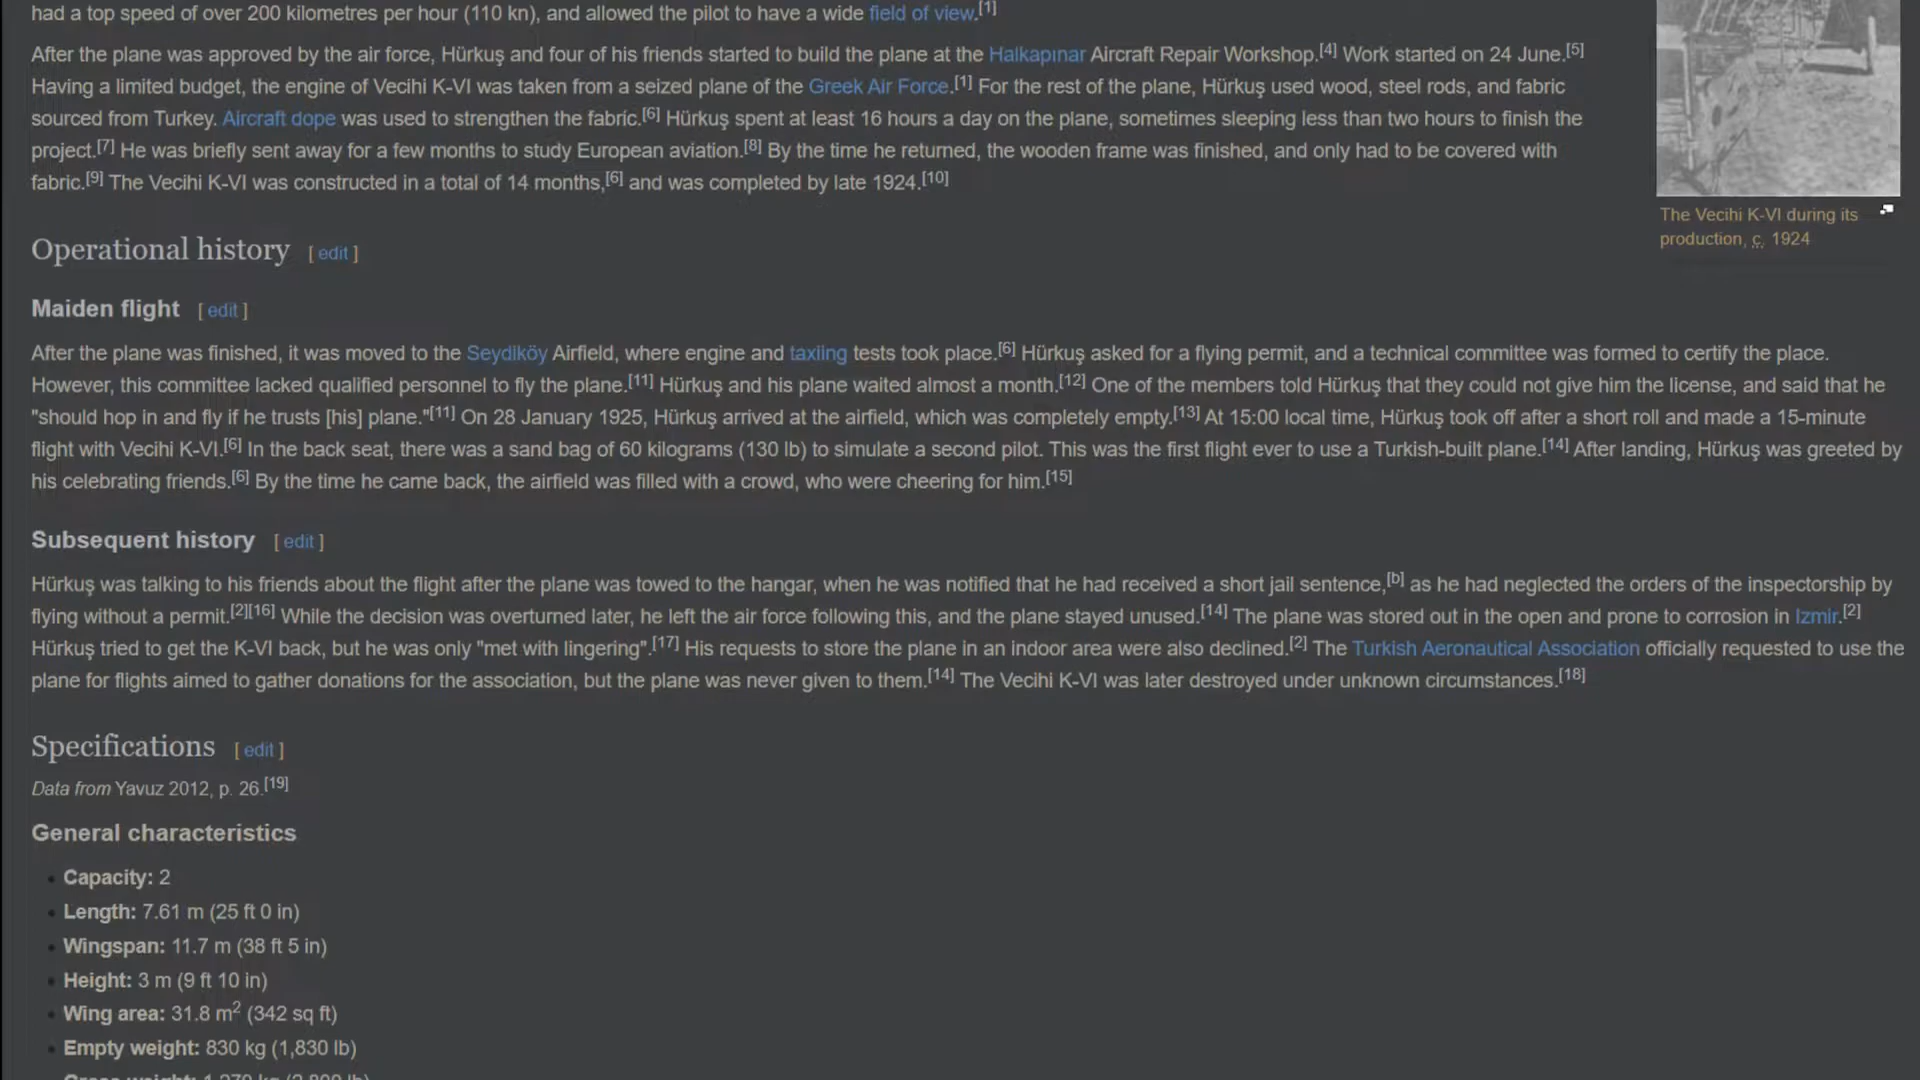 had a top speed of over 200 kilometres per hour (110 kn), and allowed the pilot to have a wide field of view.[1]
After the plane was approved by the air force, Hürkuş and four of his friends started to build the plane at the Halkapınar Aircraft Repair Workshop.[4] Work started on 24 June.[5]
Having a limited budget, the engine of Vecihi K-VI was taken from a seized plane of the Greek Air Force.[1] For the rest of the plane, Hürkuş used wood, steel rods, and fabric
sourced from Turkey. Aircraft dope was used to strengthen the fabric.[6] Hürkuş spent at least 16 hours a day on the plane, sometimes sleeping less than two hours to finish the
project.[7] He was briefly sent away for a few months to study European aviation.[8] By the time he returned, the wooden frame was finished, and only had to be covered with
fabric.[9] The Vecihi K-VI was constructed in a total of 14 months,[6] and was completed by late 1924.[10]
The Vecihi K-VI during its
production, c. 1924
Operational history [ edit ]
Maiden flight [ edit ]
After the plane was finished, it was moved to the Seydiköy Airfield, where engine and taxiing tests took place.[6] Hürkuş asked for a flying permit, and a technical committee was formed to certify the place.
However, this committee lacked qualified personnel to fly the plane.[11] Hürkuş and his plane waited almost a month.[12] One of the members told Hürkuş that they could not give him the license, and said that he
"should hop in and fly if he trusts [his] plane."[11] On 28 January 1925, Hürkuş arrived at the airfield, which was completely empty.[13] At 15:00 local time, Hürkuş took off after a short roll and made a 15-minute
flight with Vecihi K-VI.[6] In the back seat, there was a sand bag of 60 kilograms (130 lb) to simulate a second pilot. This was the first flight ever to use a Turkish-built plane.[14] After landing, Hürkuş was greeted by
his celebrating friends.[6] By the time he came back, the airfield was filled with a crowd, who were cheering for him.[15]
Subsequent history [ edit ]
Hürkuş was talking to his friends about the flight after the plane was towed to the hangar, when he was notified that he had received a short jail sentence,[b] as he had neglected the orders of the inspectorship by
flying without a permit.[2][16] While the decision was overturned later, he left the air force following this, and the plane stayed unused.[14] The plane was stored out in the open and prone to corrosion in Izmir.[2]
Hürkuş tried to get the K-VI back, but he was only "met with lingering".[17] His requests to store the plane in an indoor area were also declined.[2] The Turkish Aeronautical Association officially requested to use the
plane for flights aimed to gather donations for the association, but the plane was never given to them.[14] The Vecihi K-VI was later destroyed under unknown circumstances.[18]
Specifications [ edit ]
Data from Yavuz 2012, p. 26.[19]
General characteristics
Capacity: 2
Length: 7.61 m (25 ft 0 in)
Wingspan: 11.7 m (38 ft 5 in)
Height: 3 m (9 ft 10 in)
Wing area: 31.8 m2 (342 sq ft)
Empty weight: 830 kg (1,830 lb)